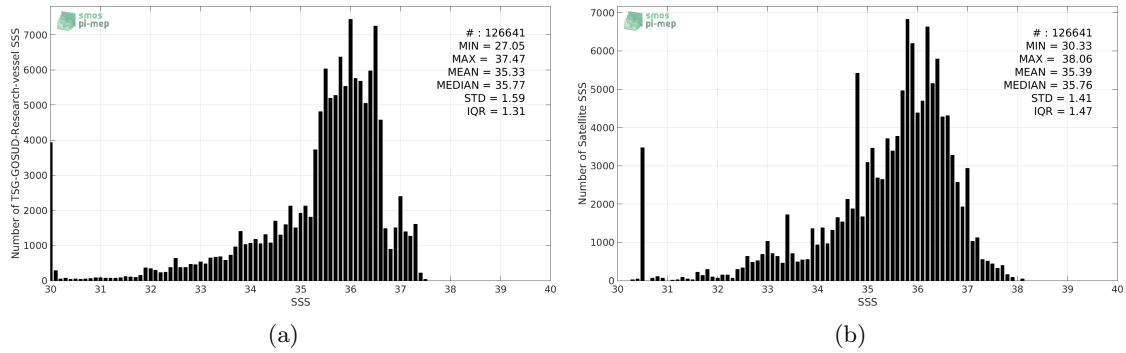 smos
pi-mep
# : 126641
MIN = 27.05
MAX = 37.47
MEAN = 35.33
MEDIAN = 35.77
STD = 1.59
IQR = 1.31
Number of TSG-GOSUD-Research-vessel SSS
7000
6000
5000
4000
3000
2000
1000
0
30 31 32 33 34 35 36 37 38 39 40
SSS
(a)
smos
pi-mep
# : 126641
MIN = 30.33
MAX = 38.06
MEAN = 35.39
MEDIAN = 35.76
STD = 1.41
IQR = 1.47
Number of Satellite SSS
7000
6000
5000
4000
3000
2000
1000
0
30 31 32 33 34 35 36 37 38 39 40
SSS
(b)